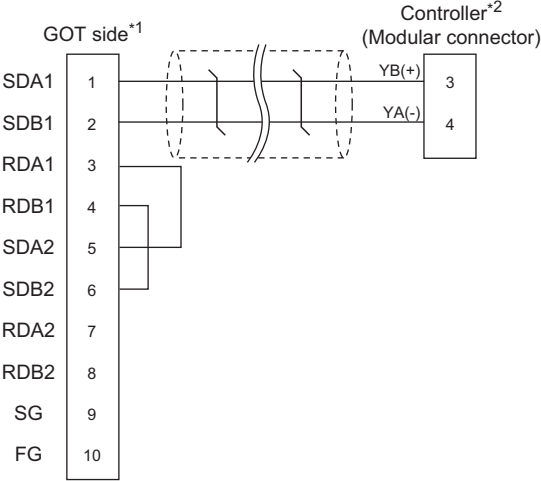 Controller*2
(Modular connector)
GOT side*1
SDA1 1 YB(+) 3
SDB1 2 YA(-) 4
RDA1 3
RDB1 4
SDA2 5
SDB2 6
RDA2 7
RDB2 8
SG 9
FG 10